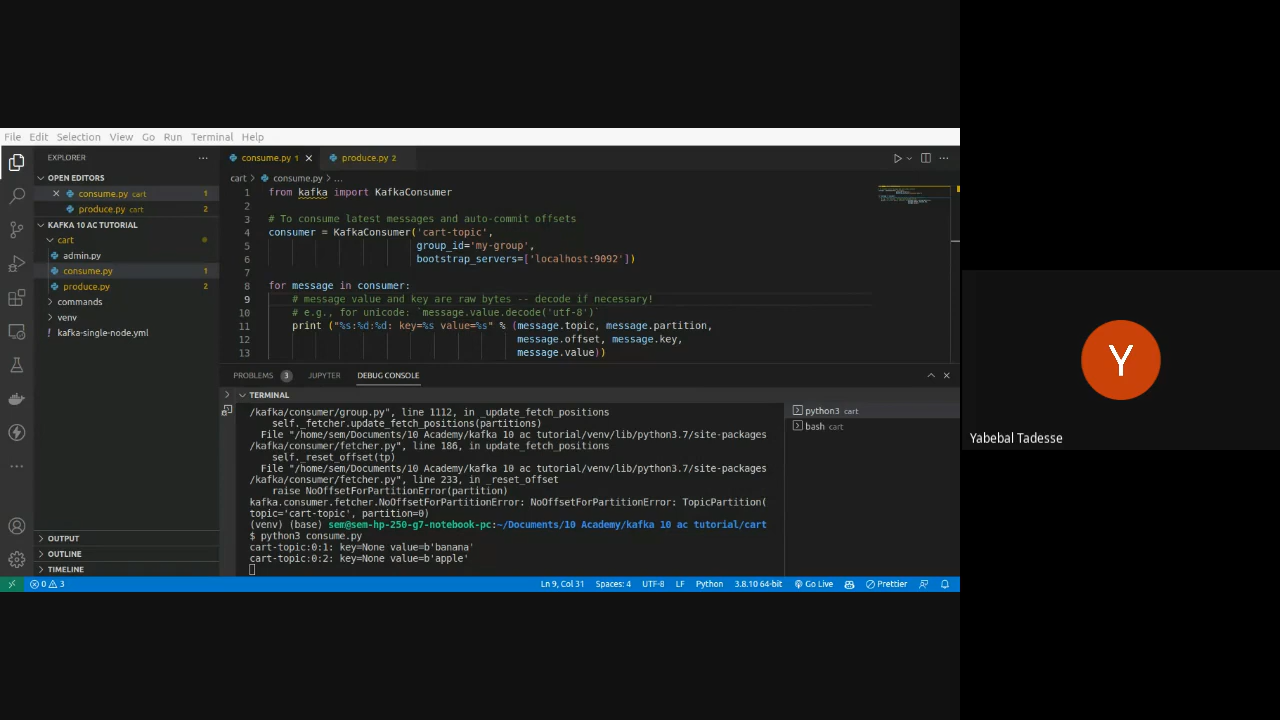 File Edit Selection View Go Run Terminal Help
EXPLORER
OPEN EDITORS
consume.py cart 1
produce.py cart 2
KAFKA 10 AC TUTORIAL
cart
admin.py
consume.py 1
produce.py 2
commands
venv
kafka-single-node.yml
OUTPUT
OUTLINE
TIMELINE
consume.py 1
produce.py 2
cart > consume.py > ...
1 from kafka import KafkaConsumer
2
3 # To consume latest messages and auto-commit offsets
4 consumer = KafkaConsumer('cart-topic',
5 group_id='my-group',
6 bootstrap_servers=['localhost:9092'])
7
8 for message in consumer:
9 # message value and key are raw bytes -- decode if necessary!
10 # e.g., for unicode: `message.value.decode('utf-8')`
11 print ("%s:%d:%d: key=%s value=%s" % (message.topic, message.partition,
12 message.offset, message.key,
13 message.value))
PROBLEMS 3 JUPYTER DEBUG CONSOLE
TERMINAL
/kafka/consumer/group.py", line 1112, in _update_fetch_positions
self._fetcher.update_fetch_positions(partitions)
File "/home/sem/Documents/10 Academy/kafka 10 ac tutorial/venv/lib/python3.7/site-packages
/kafka/consumer/fetcher.py", line 186, in update_fetch_positions
self._reset_offset(tp)
File "/home/sem/Documents/10 Academy/kafka 10 ac tutorial/venv/lib/python3.7/site-packages
/kafka/consumer/fetcher.py", line 233, in _reset_offset
raise NoOffsetForPartitionError(partition)
kafka.consumer.fetcher.NoOffsetForPartitionError: NoOffsetForPartitionError: TopicPartition(
topic='cart-topic', partition=0)
(venv) (base) sem@sem-hp-250-g7-notebook-pc:~/Documents/10 Academy/kafka 10 ac tutorial/cart
$ python3 consume.py
cart-topic:0:1: key=None value=b'banana'
cart-topic:0:2: key=None value=b'apple'
python3 cart
bash cart
0 3
Ln 9, Col 31 Spaces: 4 UTF-8 LF Python 3.8.10 64-bit Go Live Prettier
Y
Yabebal Tadesse